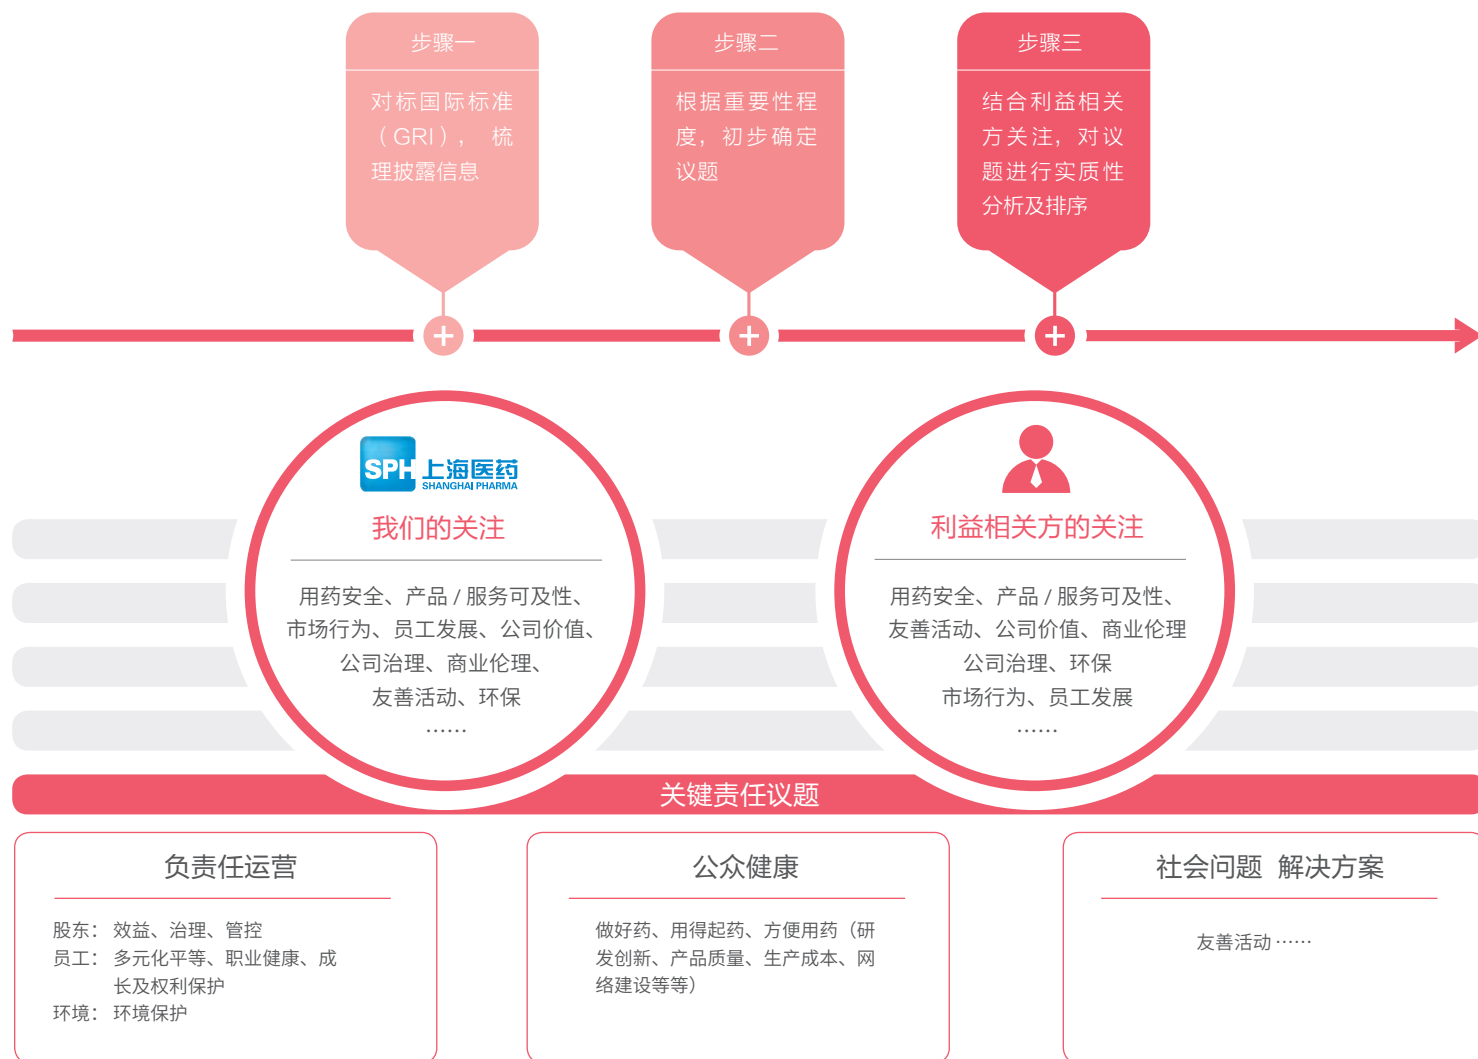 步骤一
对标国际标准
（GRI），梳
理披露信息
步骤二
根据重要性程
度，初步确定
议题
步骤三
结合利益相关
方关注，对议
题进行实质性
分析及排序
SPH 上海医药
SHANGHAI PHARMA
我们的关注
用药安全、产品 / 服务可及性、
市场行为、员工发展、公司价值、
公司治理、商业伦理、
友善活动、环保
……
利益相关方的关注
用药安全、产品 / 服务可及性、
友善活动、公司价值、商业伦理
公司治理、环保
市场行为、员工发展
……
关键责任议题
负责任运营
股东： 效益、治理、管控
员工： 多元化平等、职业健康、成
长及权利保护
环境： 环境保护
公众健康
做好药、用得起药、方便用药（研
发创新、产品质量、生产成本、网
络建设等等）
社会问题 解决方案
友善活动 ……